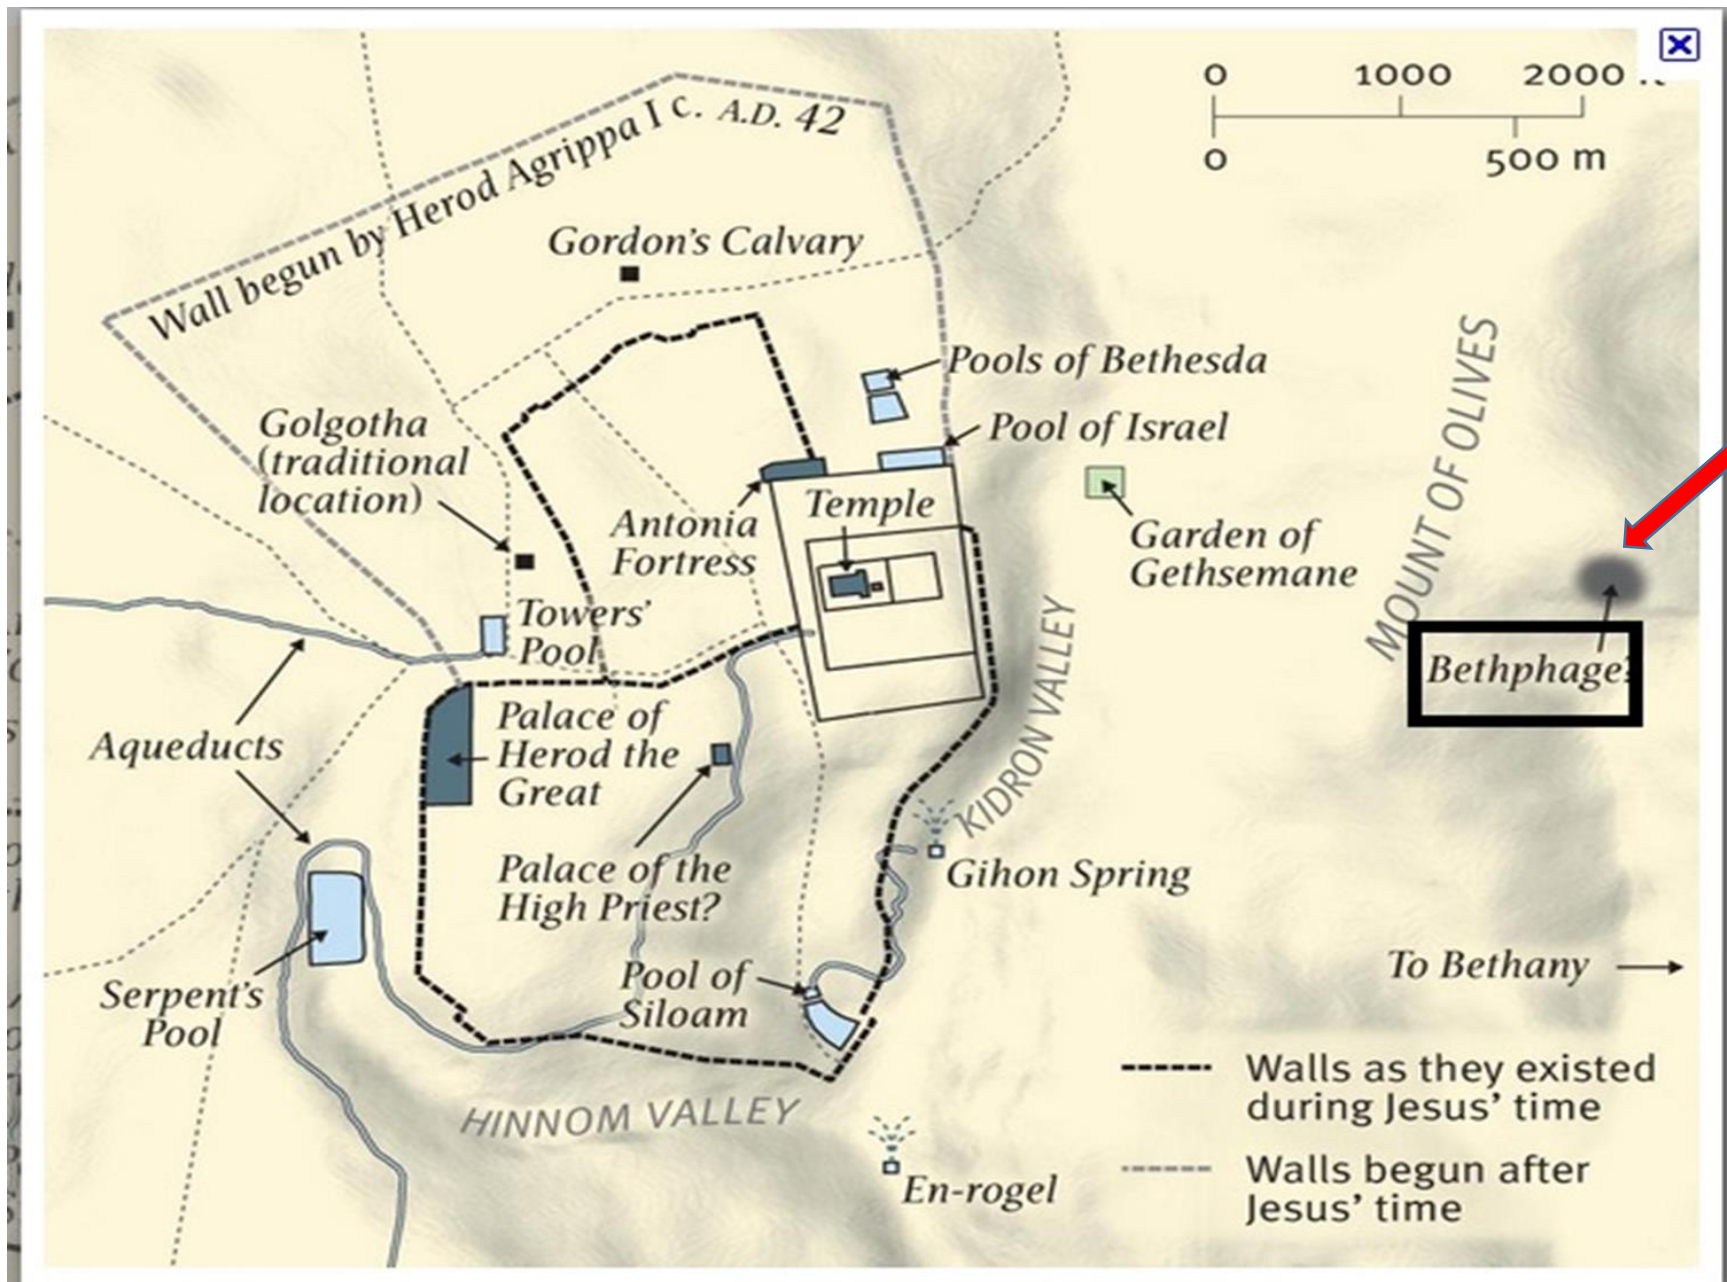 0 1000 2000
0 500 m
Wall begun by Herod Agrippa I c. A.D. 42
Gordon's Calvary
Pools of Bethesda
Pool of Israel
Golgotha
(traditional
location)
Antonia
Fortress
Temple
Garden of
Gethsemane
MOUNT OF OLIVES
Bethphage?
Towers'
Pool
KIDRON VALLEY
Aqueducts
Palace of
Herod the
Great
Palace of the
High Priest?
Gihon Spring
Serpent's
Pool
Pool of
Siloam
To Bethany
HINNOM VALLEY
En-rogel
Walls as they existed
during Jesus' time
Walls begun after
Jesus' time